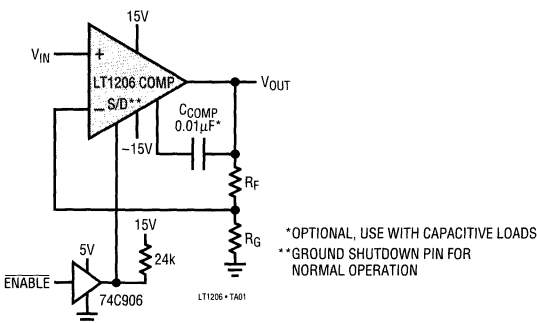 15V
V_IN
+
LT1206 COMP
S/D**
−
~15V
V_OUT
C_COMP
0.01µF*
R_F
R_G
15V
24k
5V
ENABLE
74C906
LT1206 • TA01
*OPTIONAL, USE WITH CAPACITIVE LOADS
**GROUND SHUTDOWN PIN FOR
NORMAL OPERATION